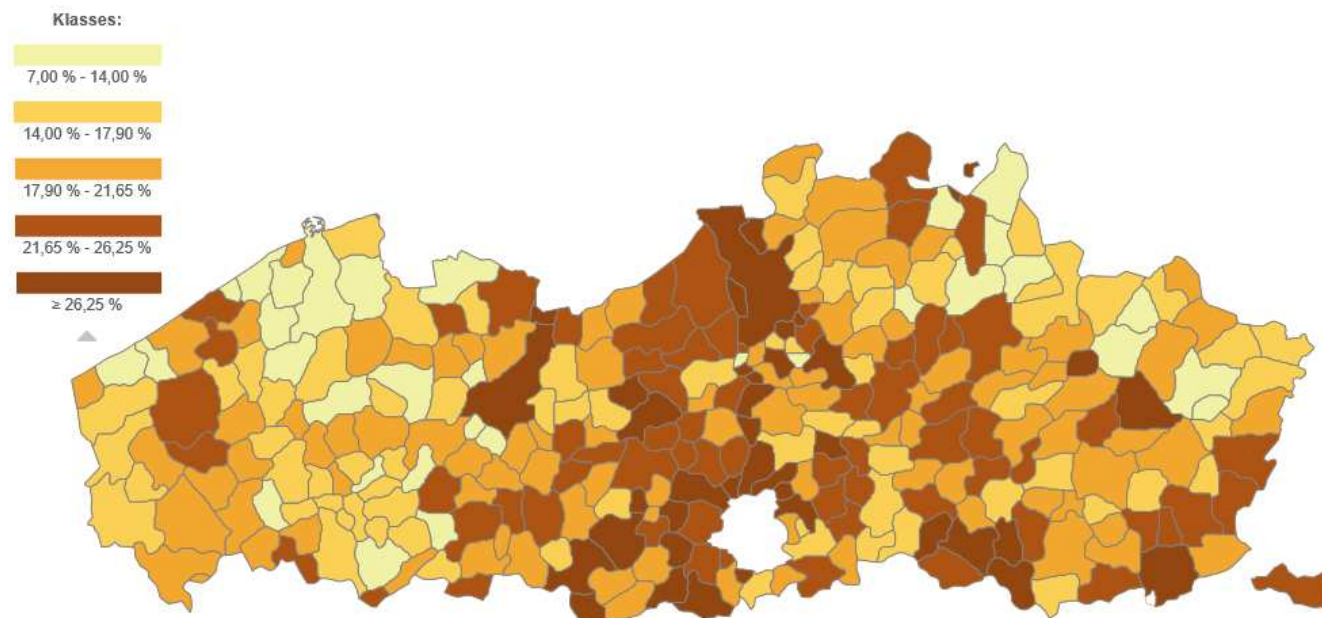 Klasses:
7,00 % - 14,00 %
14,00 % - 17,90 %
17,90 % - 21,65 %
21,65 % - 26,25 %
≥ 26,25 %